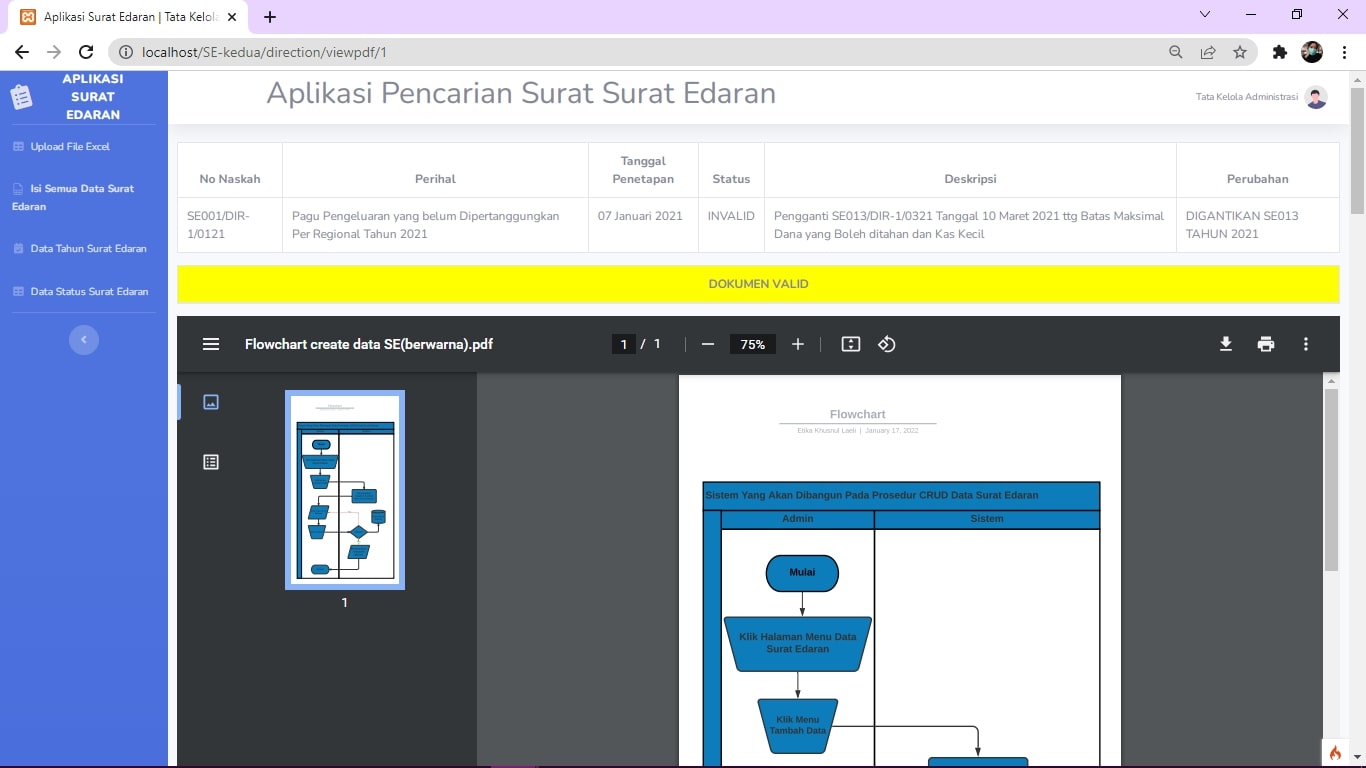 Aplikasi Surat Edaran | Tata Kelola
localhost/SE-kedua/direction/viewpdf/1
APLIKASI
SURAT
EDARAN
Upload File Excel
Isi Semua Data Surat
Edaran
Data Tahun Surat Edaran
Data Status Surat Edaran
Aplikasi Pencarian Surat Surat Edaran
Tata Kelola Administrasi
No Naskah
Perihal
Tanggal
Penetapan
Status
Deskripsi
Perubahan
SE001/DIR-
1/0121
Pagu Pengeluaran yang belum Dipertanggungkan
Per Regional Tahun 2021
07 Januari 2021
INVALID
Pengganti SE013/DIR-1/0321 Tanggal 10 Maret 2021 ttg Batas Maksimal
Dana yang Boleh ditahan dan Kas Kecil
DIGANTIKAN SE013
TAHUN 2021
DOKUMEN VALID
Flowchart create data SE(berwarna).pdf
1 / 1
75%
1
Flowchart
Etika Khusnul Laeli | January 17, 2022
Sistem Yang Akan Dibangun Pada Prosedur CRUD Data Surat Edaran
Admin
Sistem
Mulai
Klik Halaman Menu Data
Surat Edaran
Klik Menu
Tambah Data